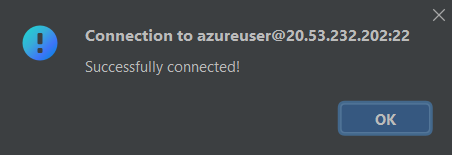 Connection to azureuser@20.53.232.202:22
Successfully connected!
OK